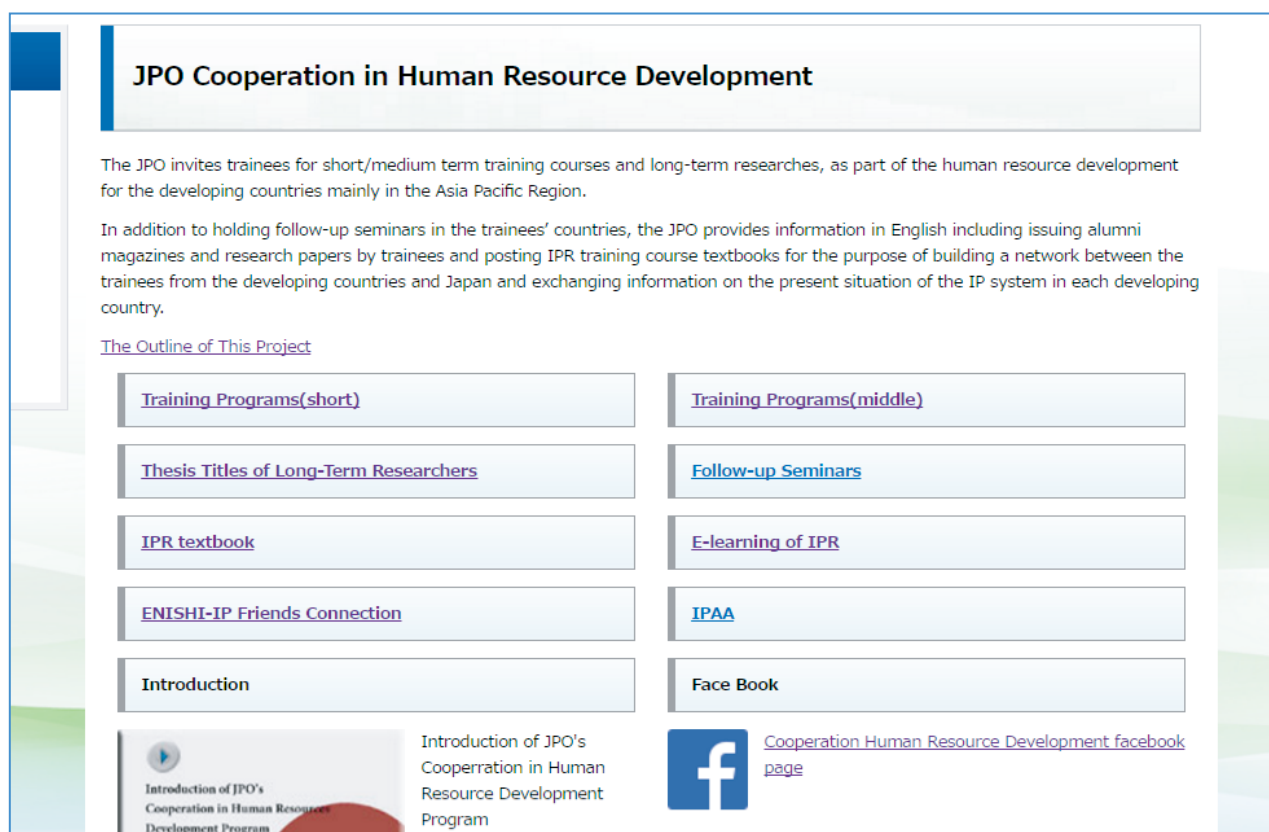 JPO Cooperation in Human Resource Development
The JPO invites trainees for short/medium term training courses and long-term researches, as part of the human resource development
for the developing countries mainly in the Asia Pacific Region.
In addition to holding follow-up seminars in the trainees' countries, the JPO provides information in English including issuing alumni
magazines and research papers by trainees and posting IPR training course textbooks for the purpose of building a network between the
trainees from the developing countries and Japan and exchanging information on the present situation of the IP system in each developing
country.
The Outline of This Project
Training Programs(short)
Training Programs(middle)
Thesis Titles of Long-Term Researchers
Follow-up Seminars
IPR textbook
E-learning of IPR
ENISHI-IP Friends Connection
IPAA
Introduction
Face Book
Introduction of JPO's
Cooperation in Human Resources
Development Program
Introduction of JPO's
Cooperration in Human
Resource Development
Program
Cooperation Human Resource Development facebook
page